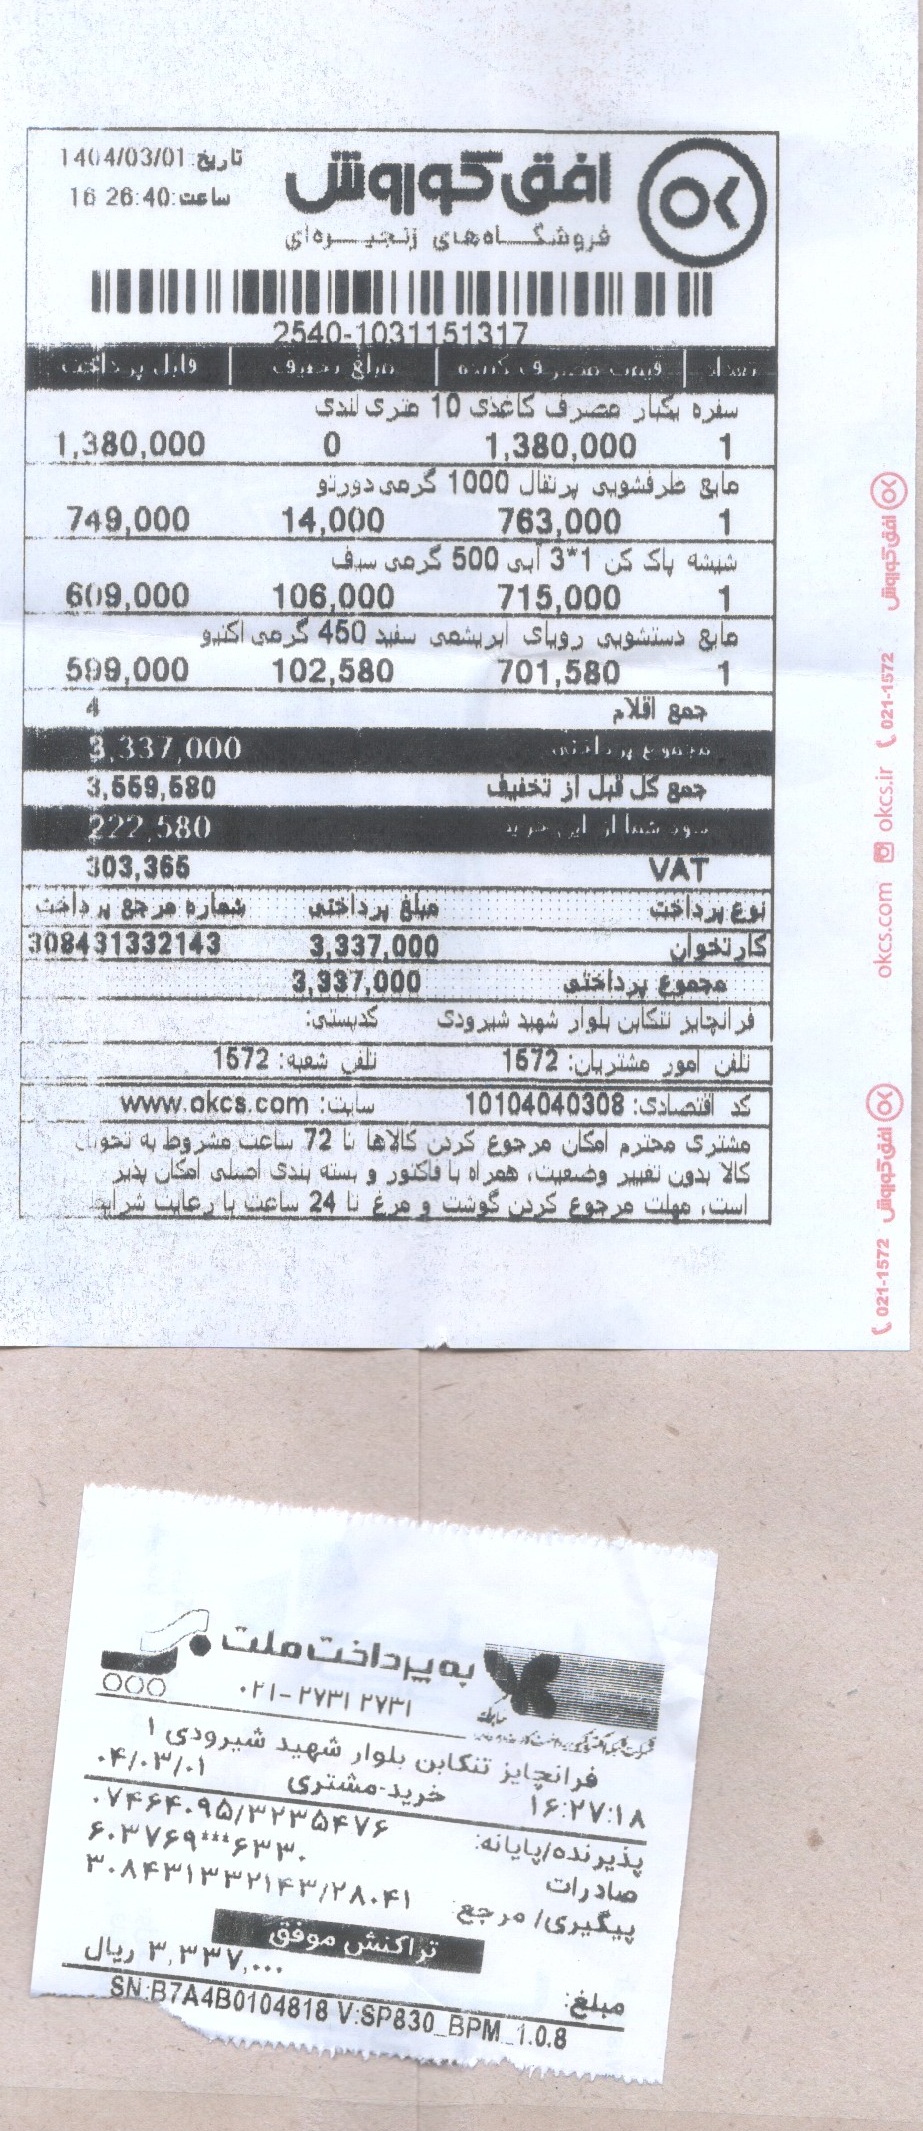 افق کوروش
تاریخ: 1404/03/01
ساعت: 16:26:40
فروشگاه‌های زنجیره‌ای
2540-1031151317
تعداد | قیمت مصرف کننده | مبلغ تخفیف | قابل پرداخت
سفره یکبار مصرف کاغذی 10 متری لندی
1 1,380,000 0 1,380,000
مایع ظرفشویی پرتقال 1000 گرمی دورتو
1 763,000 14,000 749,000
شیشه پاک کن 1*3 آبی 500 گرمی سیف
1 715,000 106,000 609,000
مایع دستشویی رویای ابریشمی سفید 450 گرمی اکتیو
1 701,580 102,580 599,000
جمع اقلام 4
مجموع پرداختی 3,337,000
جمع کل قبل از تخفیف 3,559,580
سود شما از این خرید 222,580
VAT 303,365
نوع پرداخت مبلغ پرداختی شماره مرجع پرداخت
کارتخوان 3,337,000 308431332143
مجموع پرداختی 3,337,000
فرانچایز تنکابن بلوار شهید شیرودی کدپستی:
تلفن امور مشتریان: 1572 تلفن شعبه: 1572
کد اقتصادی: 10104040308 سایت: www.okcs.com
مشتری محترم امکان مرجوع کردن کالاها تا 72 ساعت مشروط به تحویل
کالا بدون تغییر وضعیت، همراه با فاکتور و بسته بندی اصلی امکان پذیر
است، مهلت مرجوع کردن گوشت و مرغ تا 24 ساعت با رعایت شرایط
021-1572 افق کوروش okcs.com okcs.ir 021-1572 افق کوروش
به پرداخت ملت
۰۲۱-۲۷۳۱ ۲۷۳۱
فرانچایز تنکابن بلوار شهید شیرودی ۱
خرید-مشتری ۰۴/۰۳/۰۱
۱۶:۲۷:۱۸
پذیرنده/پایانه: ۰۷۴۶۴۰۹۵/۳۲۳۵۴۷۶
صادرات ۶۰۳۷۶۹***۶۳۳۰
پیگیری/مرجع: ۳۰۸۴۳۱۳۳۲۱۴۳/۲۸۰۴۱
تراکنش موفق
مبلغ: ۳,۳۳۷,۰۰۰ ریال
SN:B7A4B0104818 V:SP830_BPM_1.0.8